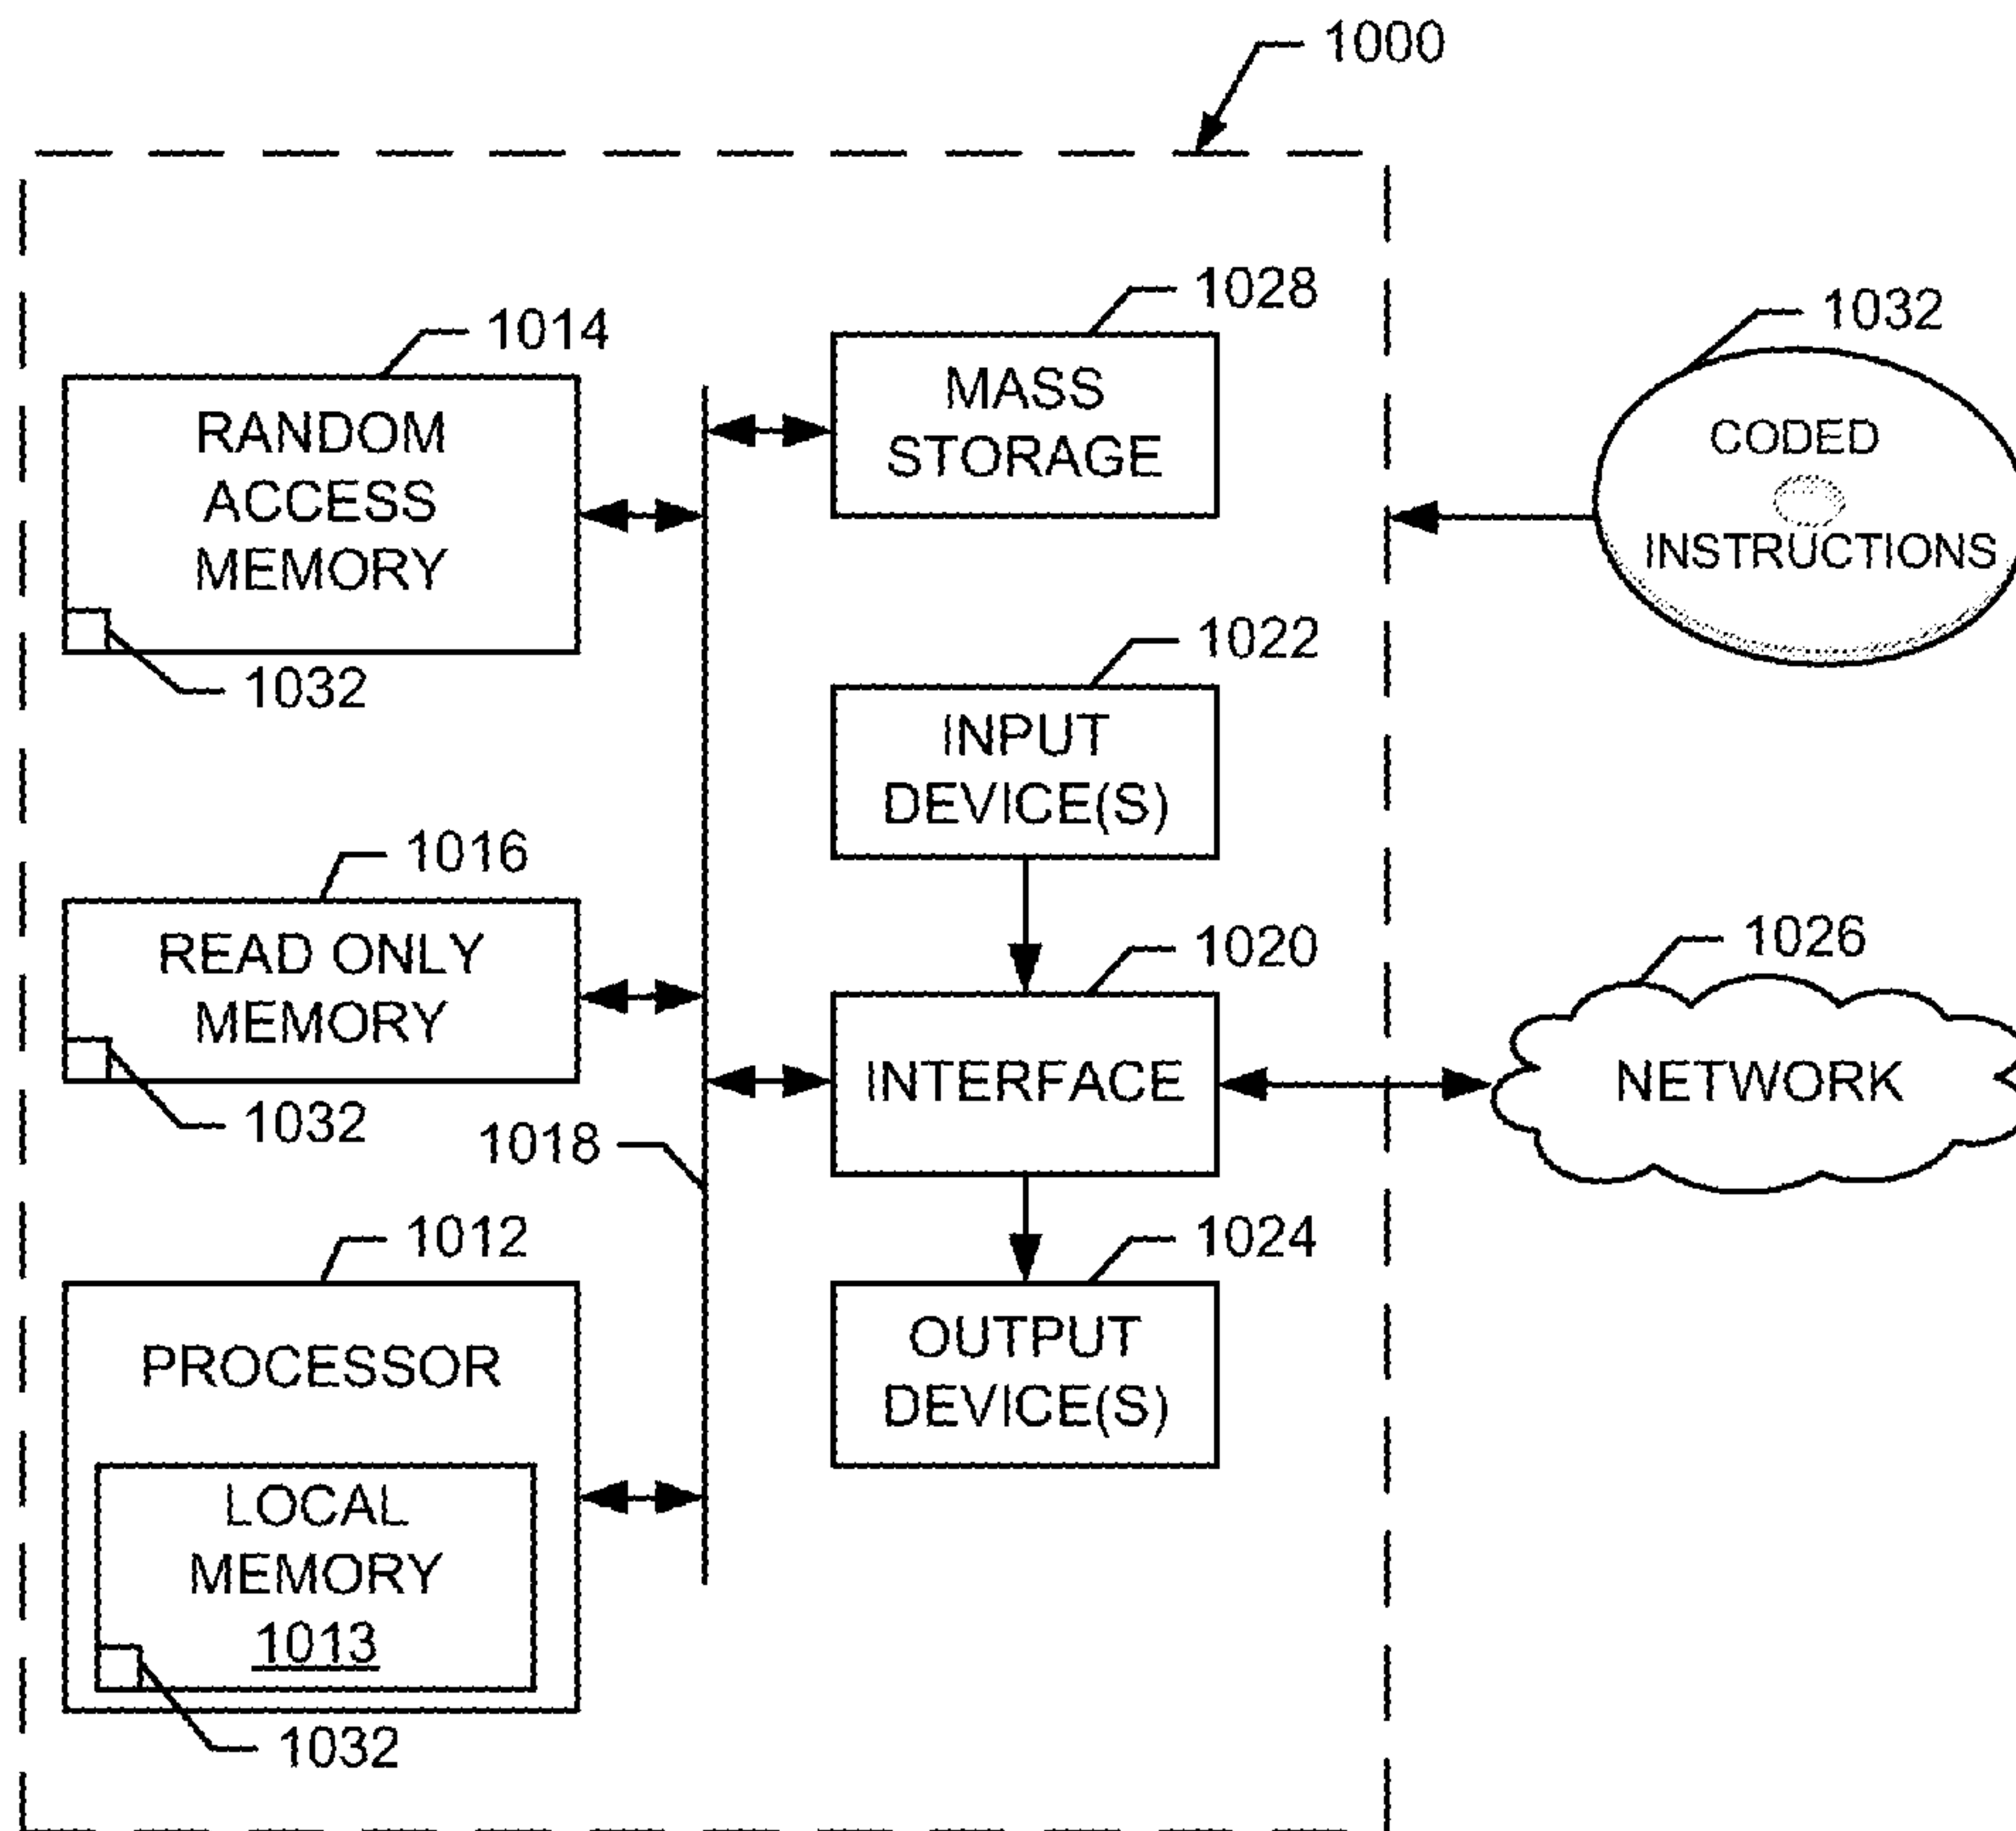 1000
1014
RANDOM
ACCESS
MEMORY
1032
1028
MASS
STORAGE
1032
CODED
INSTRUCTIONS
1022
INPUT
DEVICE(S)
1016
READ ONLY
MEMORY
1032
1018
1020
INTERFACE
1026
NETWORK
1012
PROCESSOR
LOCAL
MEMORY
1013
1032
1024
OUTPUT
DEVICE(S)